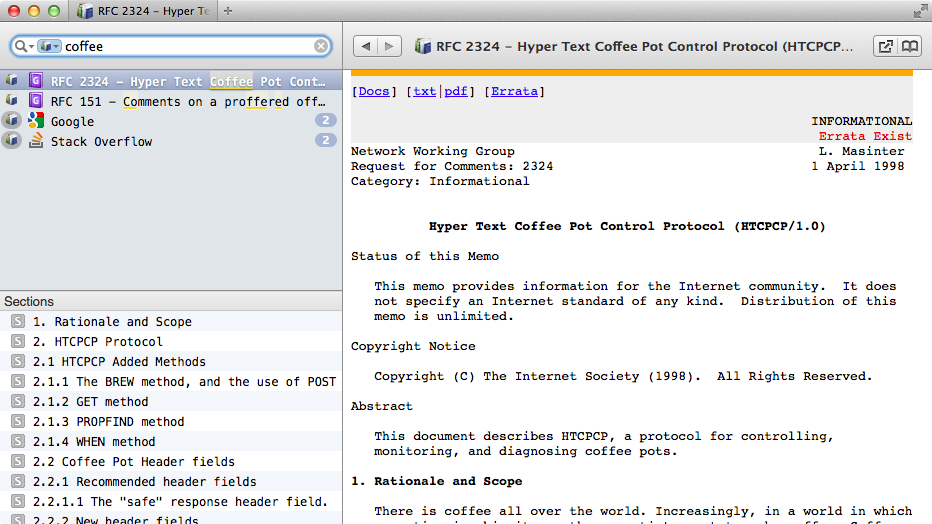 RFC 2324 – Hyper Te
coffee
RFC 2324 – Hyper Text Coffee Pot Cont…
RFC 151 – Comments on a proffered off…
Google 2
Stack Overflow 2
Sections
S 1. Rationale and Scope
S 2. HTCPCP Protocol
S 2.1 HTCPCP Added Methods
S 2.1.1 The BREW method, and the use of POST
S 2.1.2 GET method
S 2.1.3 PROPFIND method
S 2.1.4 WHEN method
S 2.2 Coffee Pot Header fields
S 2.2.1 Recommended header fields
S 2.2.1.1 The "safe" response header field.
S 2.2.2 New header fields
RFC 2324 – Hyper Text Coffee Pot Control Protocol (HTCPCP…
[Docs] [txt|pdf] [Errata]
INFORMATIONAL
Errata Exist
Network Working Group L. Masinter
Request for Comments: 2324 1 April 1998
Category: Informational
Hyper Text Coffee Pot Control Protocol (HTCPCP/1.0)
Status of this Memo
This memo provides information for the Internet community. It does
not specify an Internet standard of any kind. Distribution of this
memo is unlimited.
Copyright Notice
Copyright (C) The Internet Society (1998). All Rights Reserved.
Abstract
This document describes HTCPCP, a protocol for controlling,
monitoring, and diagnosing coffee pots.
1. Rationale and Scope
There is coffee all over the world. Increasingly, in a world in which